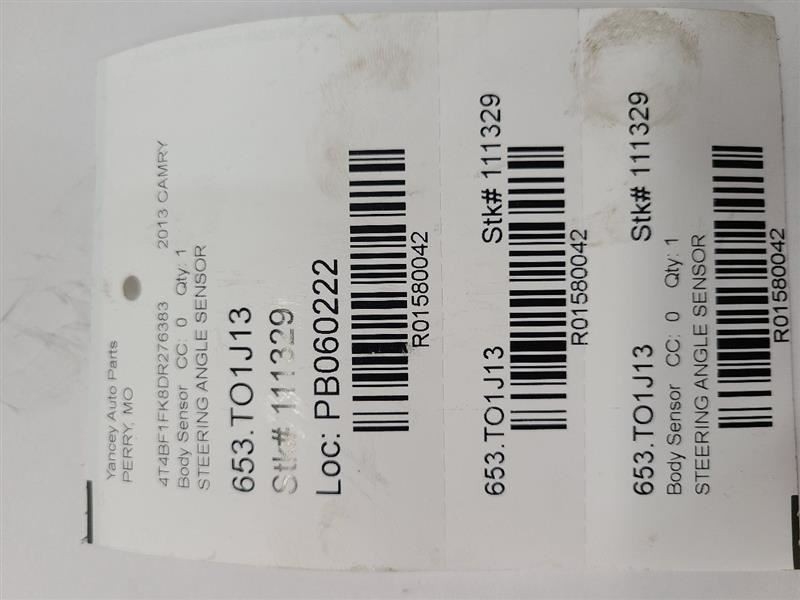 Yancey Auto Parts
PERRY, MO
4T4BF1FK8DR276383 2013 CAMRY
Body Sensor CC: 0 Qty: 1
STEERING ANGLE SENSOR
653.TO1J13
Stk# 111329
Loc: PB060222
R01580042
653.TO1J13 Stk# 111329
R01580042
653.TO1J13 Stk# 111329
Body Sensor CC: 0 Qty: 1
STEERING ANGLE SENSOR
R01580042